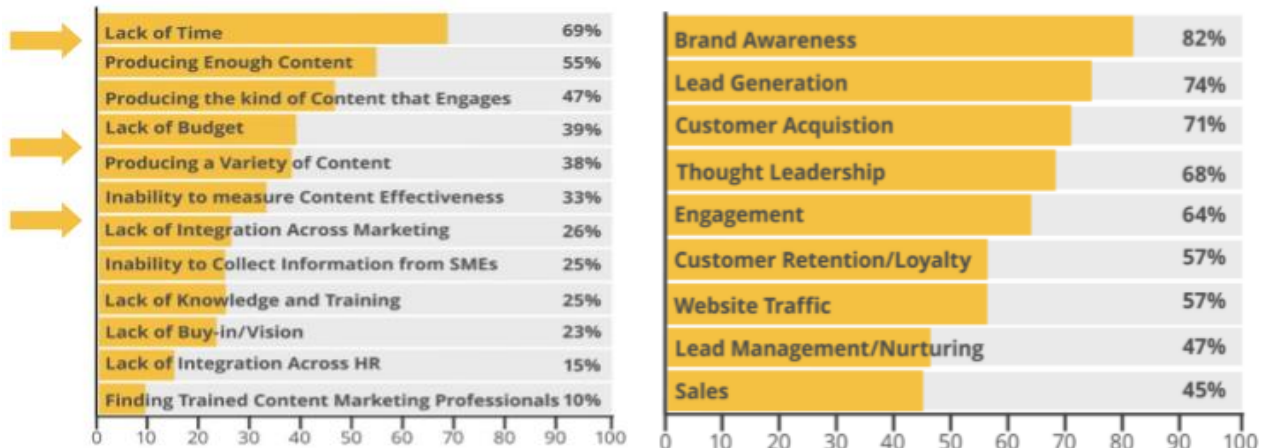 Lack of Time 69%
Producing Enough Content 55%
Producing the kind of Content that Engages 47%
Lack of Budget 39%
Producing a Variety of Content 38%
Inability to measure Content Effectiveness 33%
Lack of Integration Across Marketing 26%
Inability to Collect Information from SMEs 25%
Lack of Knowledge and Training 25%
Lack of Buy-in/Vision 23%
Lack of Integration Across HR 15%
Finding Trained Content Marketing Professionals 10%
0 10 20 30 40 50 60 70 80 90 100
Brand Awareness 82%
Lead Generation 74%
Customer Acquistion 71%
Thought Leadership 68%
Engagement 64%
Customer Retention/Loyalty 57%
Website Traffic 57%
Lead Management/Nurturing 47%
Sales 45%
0 10 20 30 40 50 60 70 80 90 100